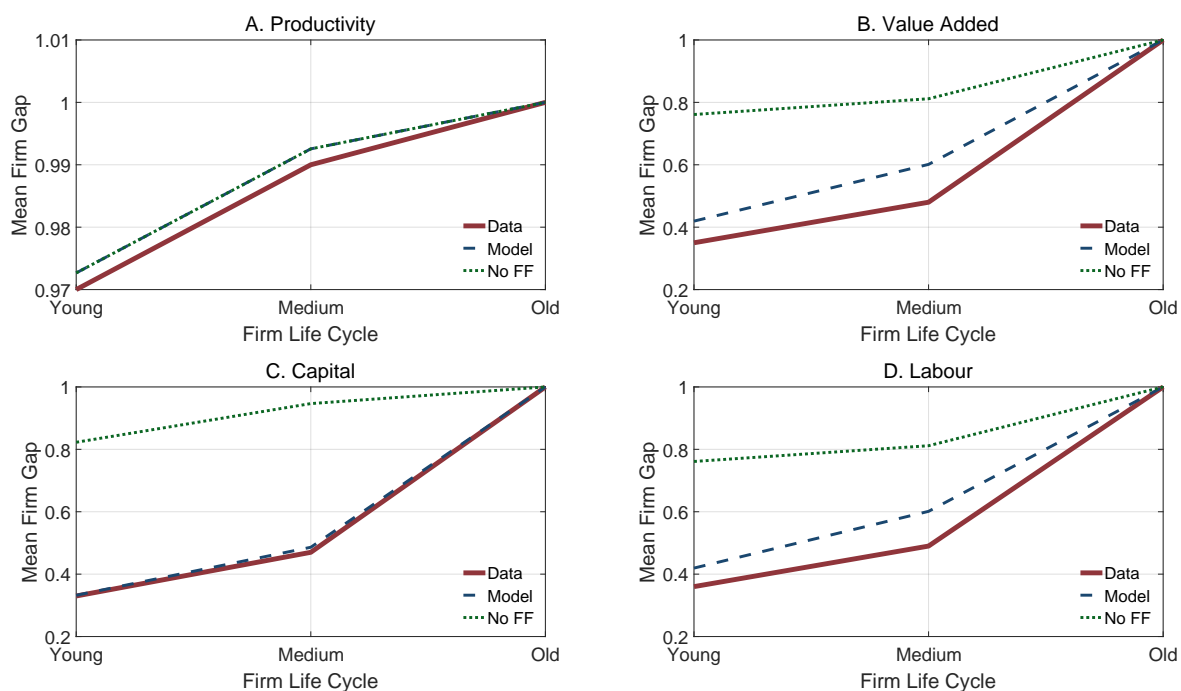 A. Productivity
1.01
1
0.99
0.98
0.97
Mean Firm Gap
Data
Model
No FF
Young
Medium
Old
Firm Life Cycle
B. Value Added
1
0.8
0.6
0.4
0.2
Mean Firm Gap
Data
Model
No FF
Young
Medium
Old
Firm Life Cycle
C. Capital
1
0.8
0.6
0.4
0.2
Mean Firm Gap
Data
Model
No FF
Young
Medium
Old
Firm Life Cycle
D. Labour
1
0.8
0.6
0.4
0.2
Mean Firm Gap
Data
Model
No FF
Young
Medium
Old
Firm Life Cycle